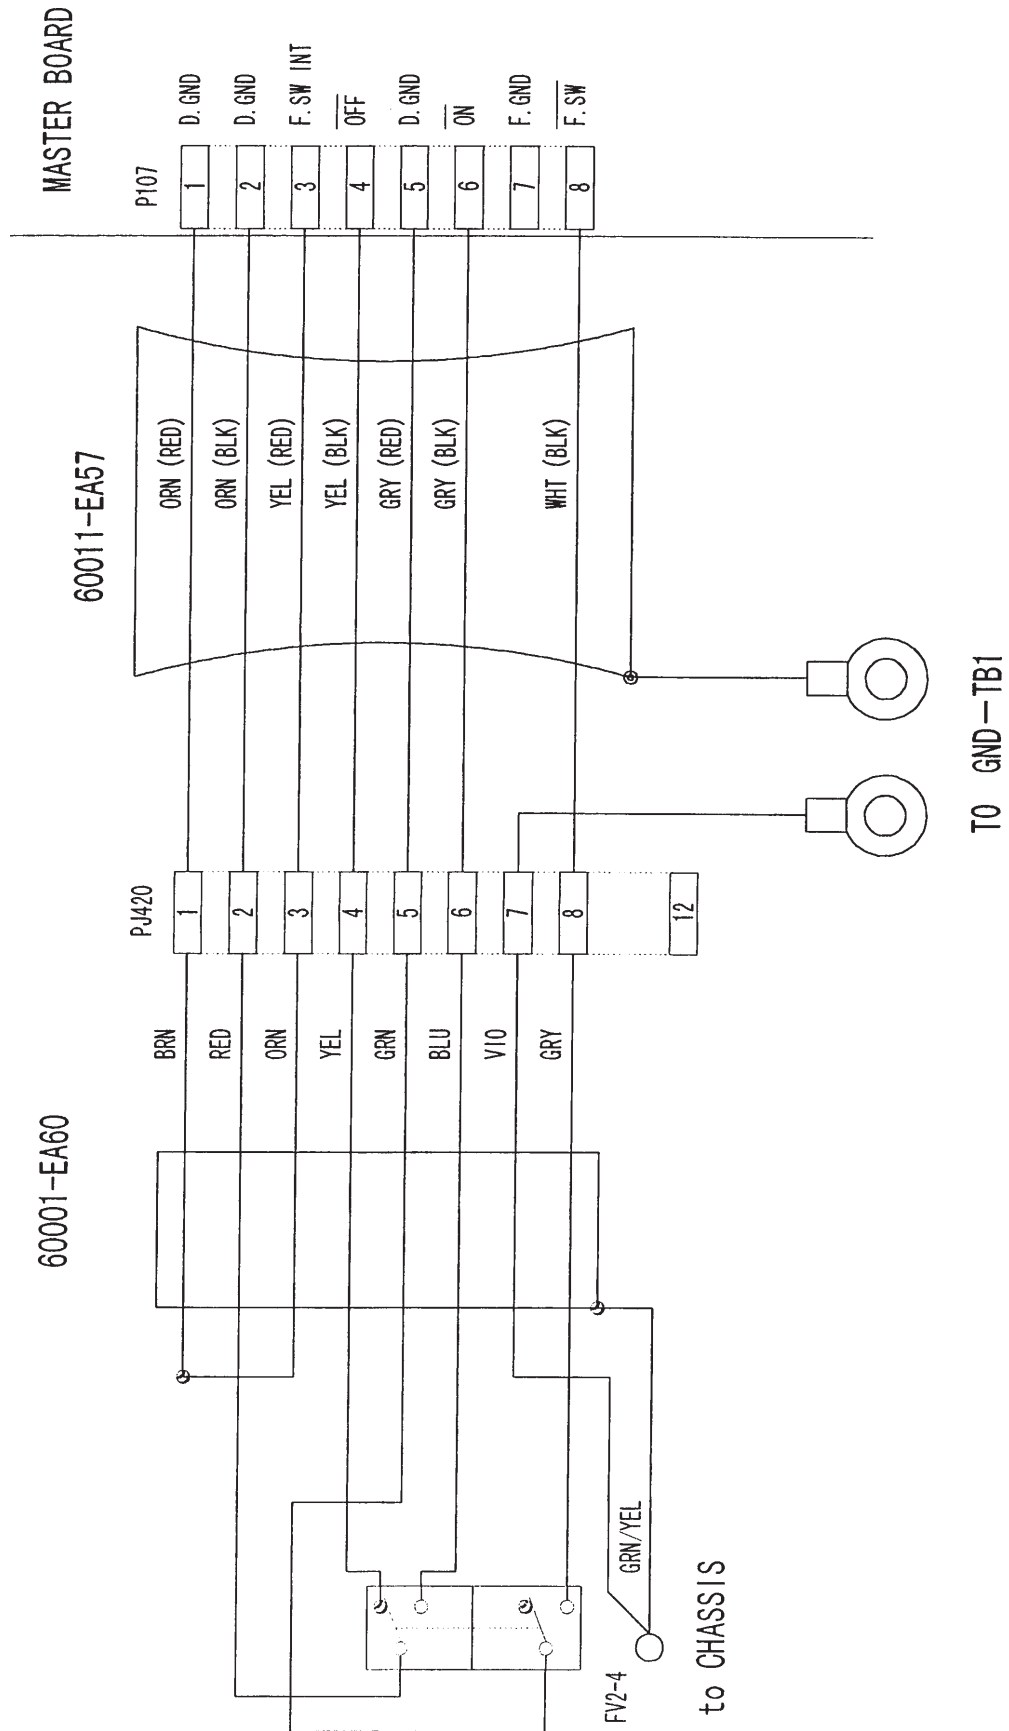 MASTER BOARD
P107
1 D.GND
2 D.GND
3 F.SW INT
4 OFF
5 D.GND
6 ON
7 F.GND
8 F.SW
60011-EA57
ORN (RED)
ORN (BLK)
YEL (RED)
YEL (BLK)
GRY (RED)
GRY (BLK)
WHT (BLK)
TO GND-TB1
PJ420
1
2
3
4
5
6
7
8
12
60001-EA60
BRN
RED
ORN
YEL
GRN
BLU
VIO
GRY
GRN/YEL
FV2-4
to CHASSIS